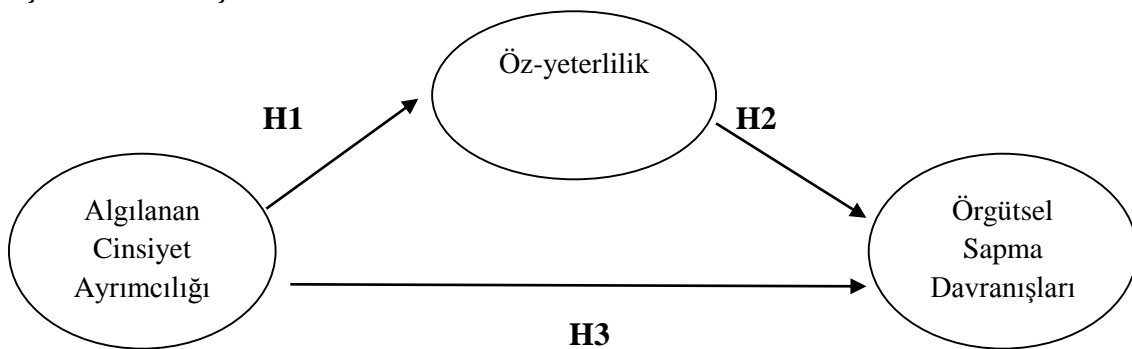 Öz-yeterlilik
H1
H2
Algılanan
Cinsiyet
Ayrımcılığı
Örgütsel
Sapma
Davranışları
H3